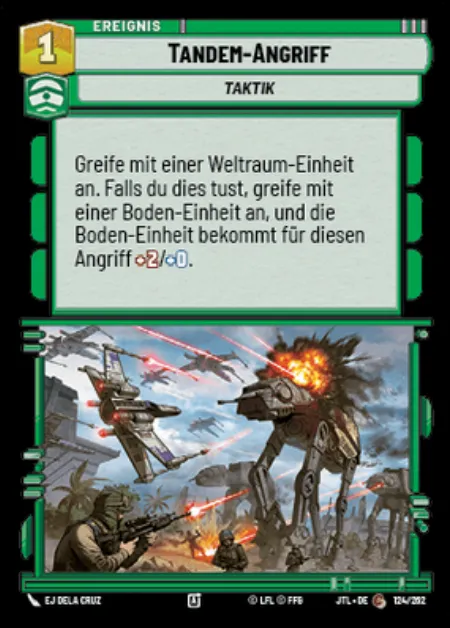 EREIGNIS
1
TANDEM-ANGRIFF
TAKTIK
Greife mit einer Weltraum-Einheit
an. Falls du dies tust, greife mit
einer Boden-Einheit an, und die
Boden-Einheit bekommt für diesen
Angriff +2/+0.
EJ DELA CRUZ
A
© LFL © FFG
JTL • DE
124/262